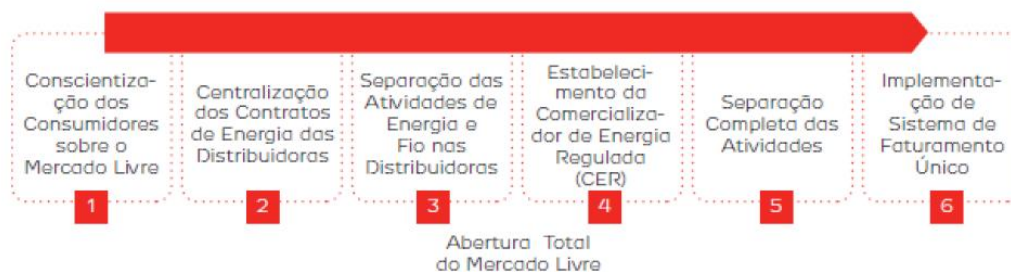 Conscientiza-
ção dos
Consumidores
sobre o
Mercado Livre
1
Centralização
dos Contratos
de Energia das
Distribuidoras
2
Separação das
Atividades de
Energia e
Fio nas
Distribuidoras
3
Estabeleci-
mento da
Comercializa-
dor de Energia
Regulada
(CER)
4
Separação
Completa das
Atividades
5
Implementa-
ção de
Sistema de
Faturamento
Único
6
Abertura Total
do Mercado Livre